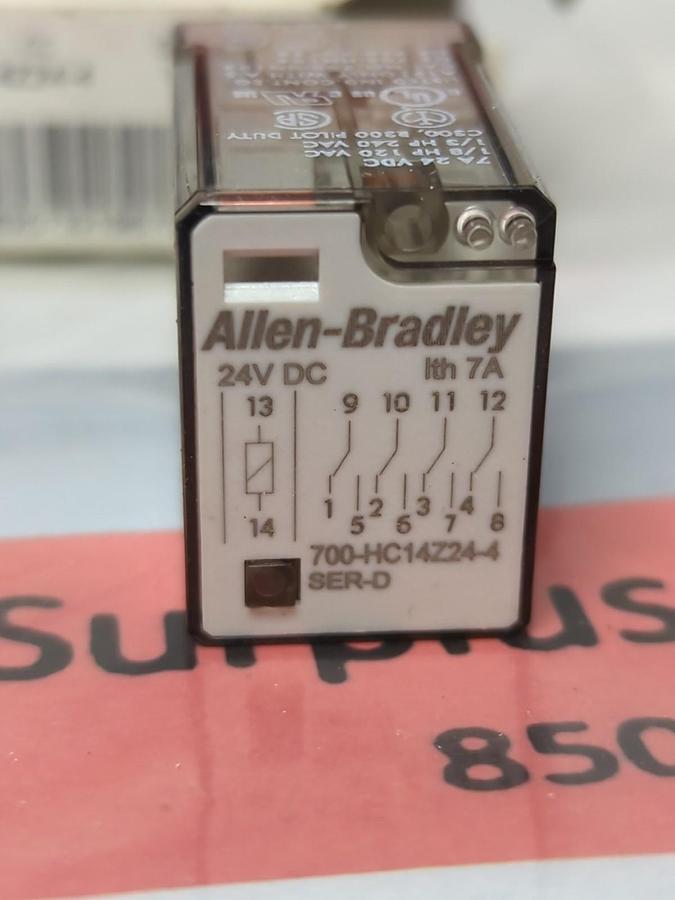 7A 24 VDC
1/8 HP 120 VAC
1/3 HP 240 VAC
C300, R300 PILOT DUTY
Allen-Bradley
24V DC Ith 7A
13 9 10 11 12
14 1 5 2 6 3 7 4 8
700-HC14Z24-4
SER-D
Surplus
850